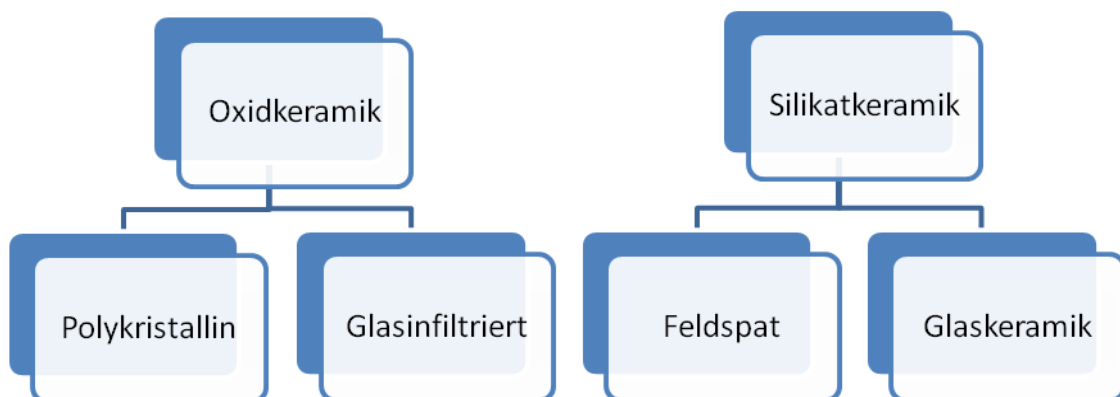 Oxidkeramik
Silikatkeramik
Polykristallin
Glasinfiltriert
Feldspat
Glaskeramik